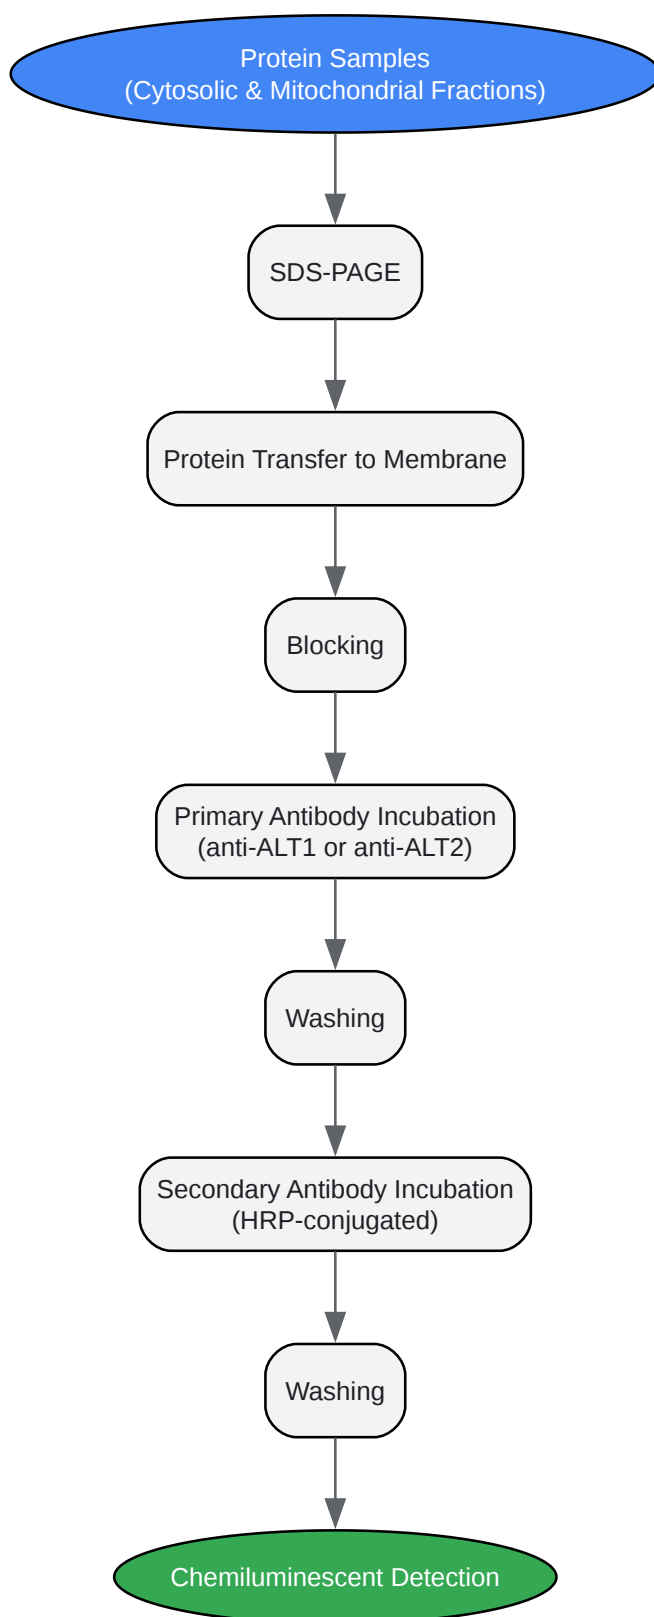 Protein Samples
(Cytosolic & Mitochondrial Fractions)
SDS-PAGE
Protein Transfer to Membrane
Blocking
Primary Antibody Incubation
(anti-ALT1 or anti-ALT2)
Washing
Secondary Antibody Incubation
(HRP-conjugated)
Washing
Chemiluminescent Detection